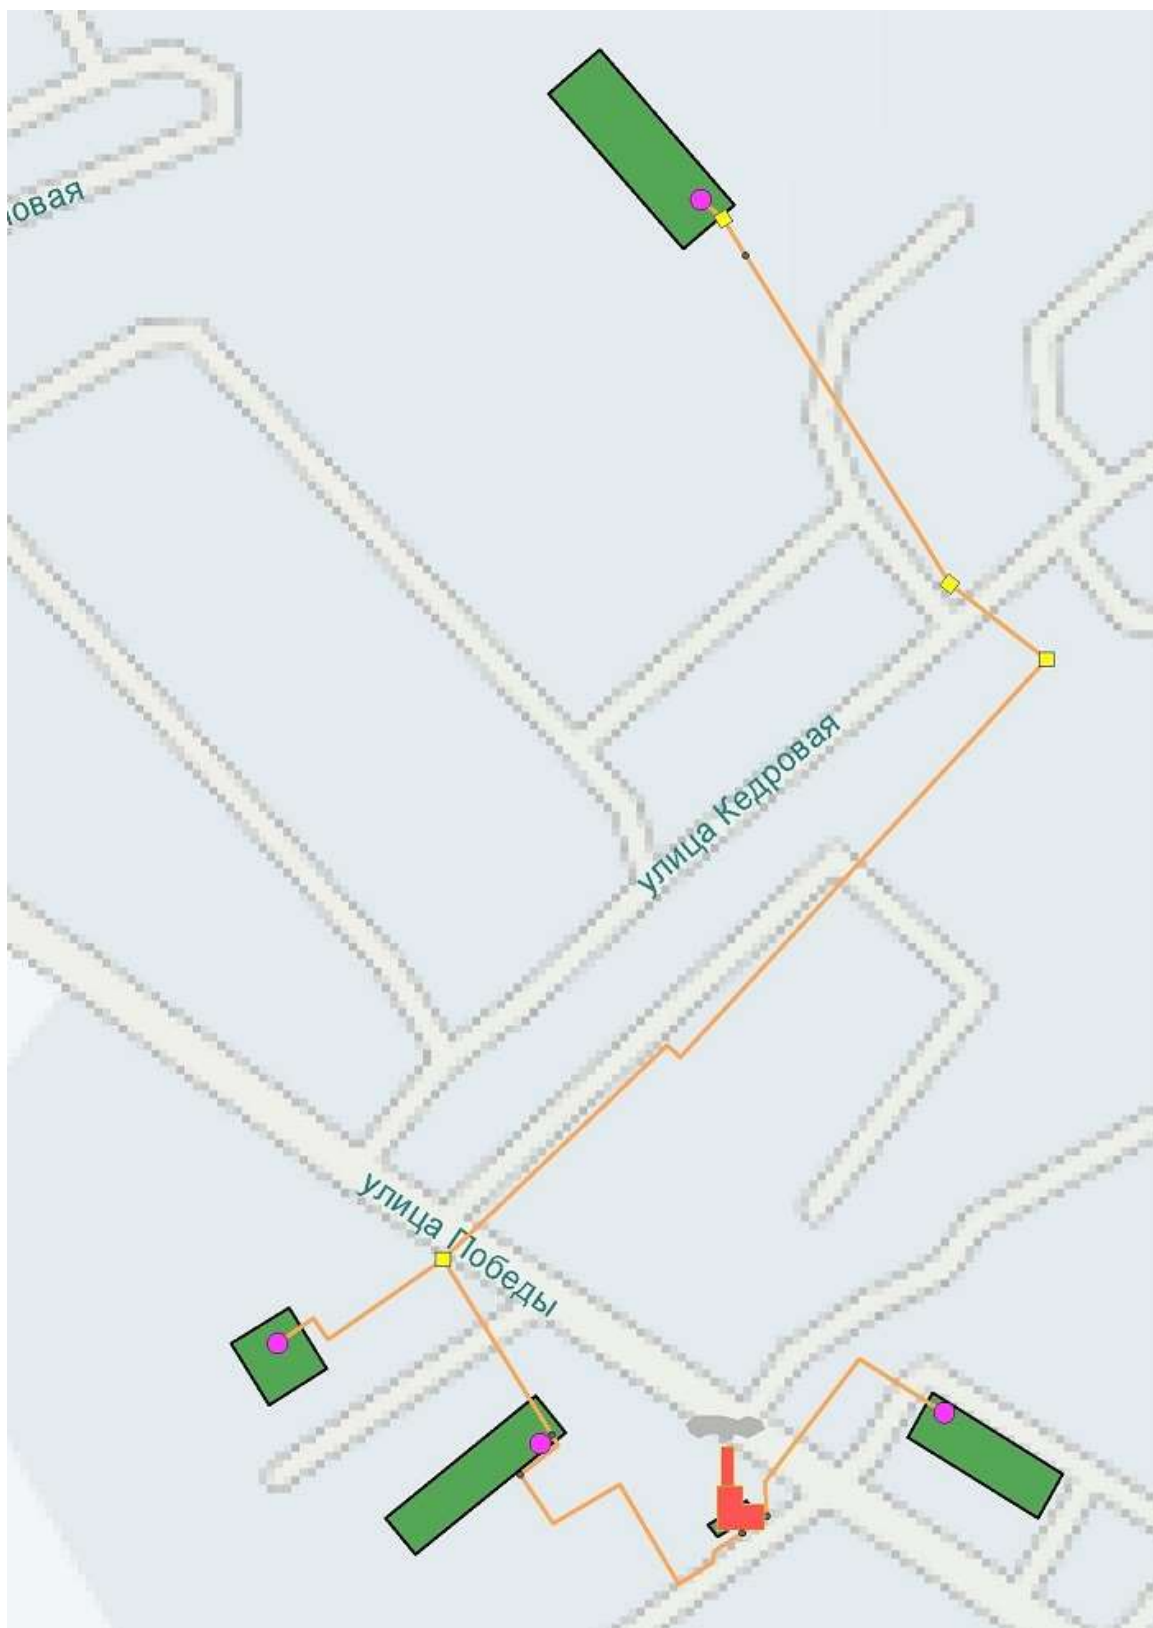 овая
улица Кедровая
улица Победы